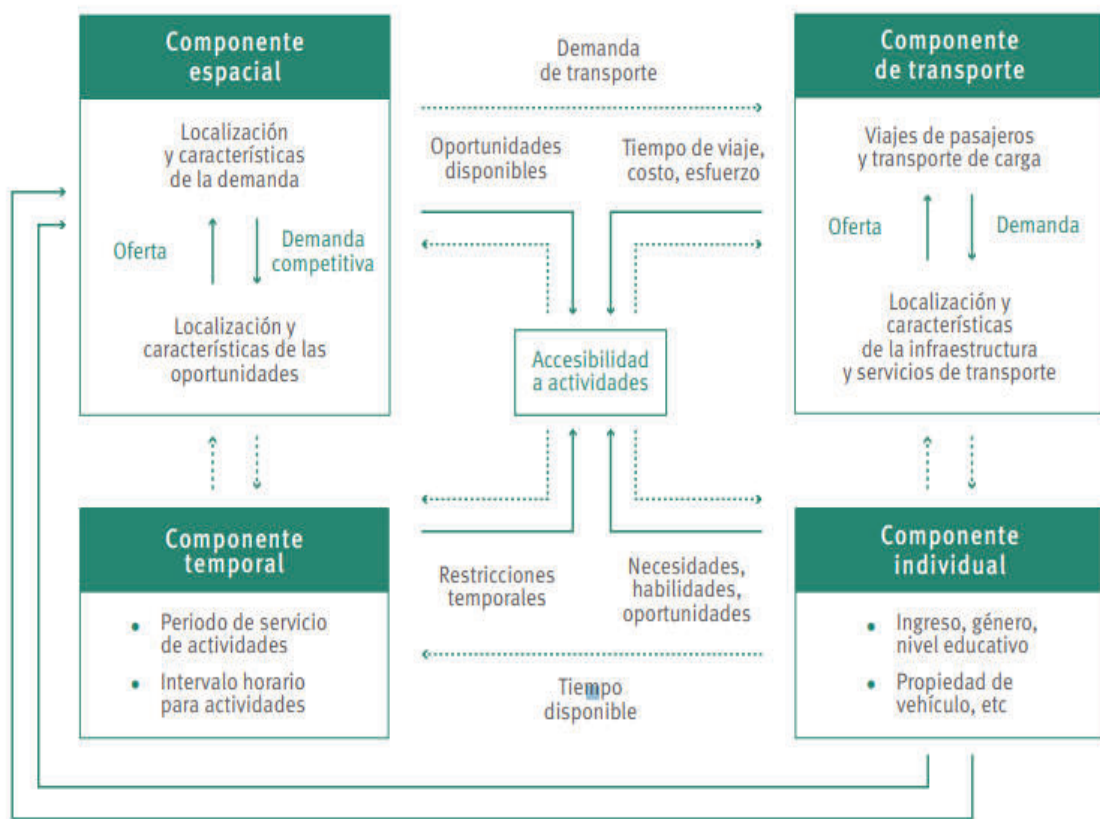 Componente
espacial
Localización
y características
de la demanda
Oferta
Demanda
competitiva
Localización y
características de las
oportunidades
Demanda
de transporte
Oportunidades
disponibles
Tiempo de viaje,
costo, esfuerzo
Componente
de transporte
Viajes de pasajeros
y transporte de carga
Oferta
Demanda
Localización y
características
de la infraestructura
y servicios de transporte
Accesibilidad
a actividades
Componente
temporal
• Periodo de servicio
de actividades
• Intervalo horario
para actividades
Restricciones
temporales
Necesidades,
habilidades,
oportunidades
Tiempo
disponible
Componente
individual
• Ingreso, género,
nivel educativo
• Propiedad de
vehículo, etc